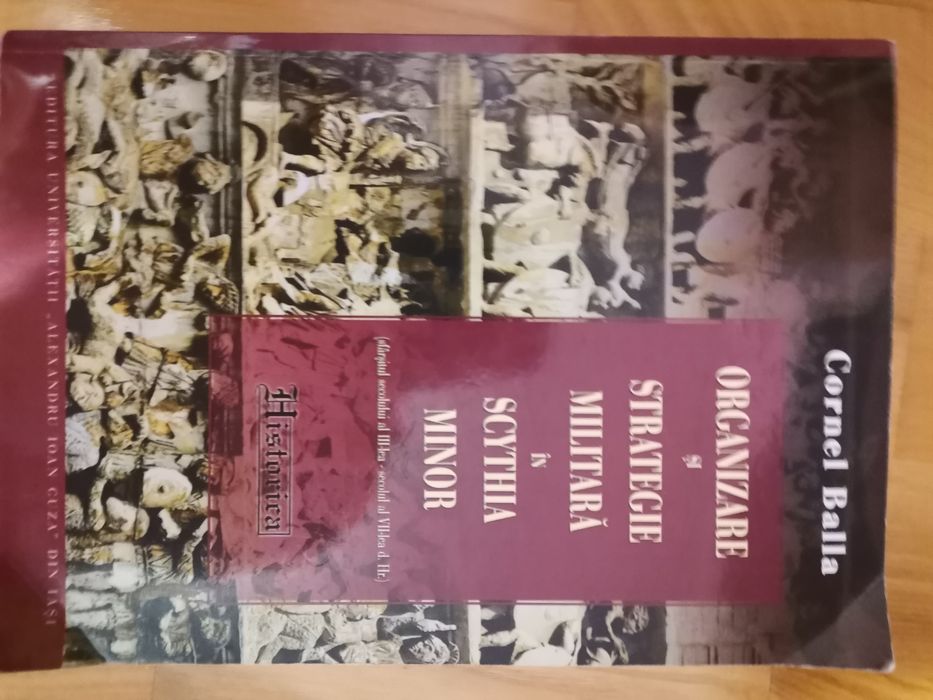 Cornel Balla
ORGANIZARE
ȘI
STRATEGIE
MILITARĂ
ÎN
SCYTHIA
MINOR
(sfârșitul secolului al III-lea - secolul al VII-lea d. Hr.)
Historica
EDITURA UNIVERSITĂȚII „ALEXANDRU IOAN CUZA” DIN IAȘI